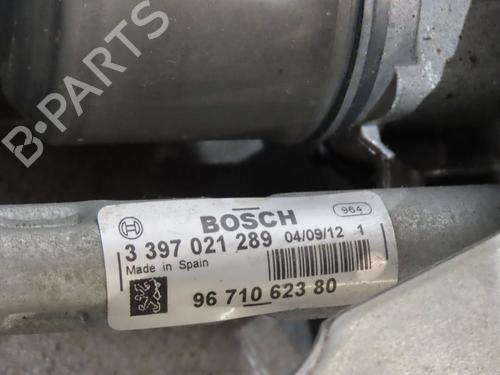 BOSCH
964
3 397 021 289 04/09/12 1
Made in Spain
96 710 623 80
B-PARTS